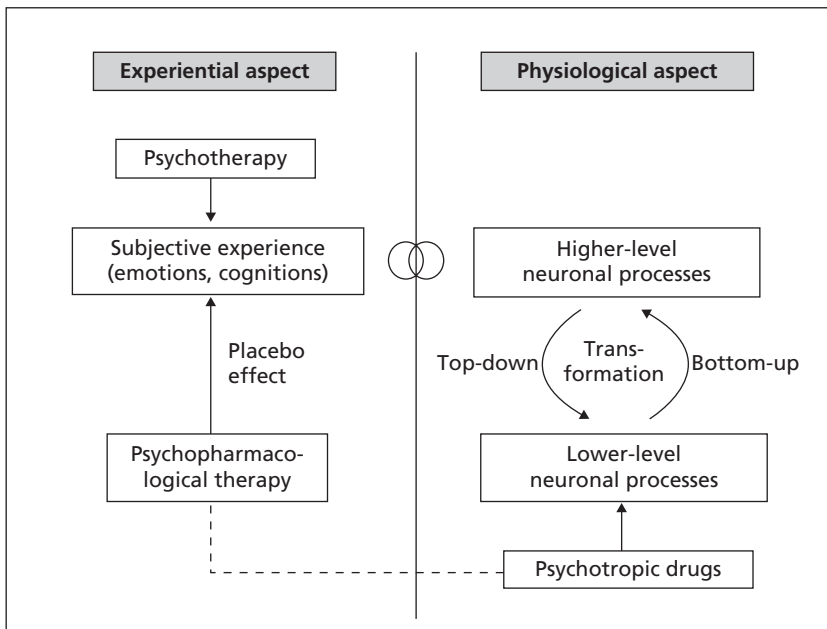 Experiential aspect
Physiological aspect
Psychotherapy
Subjective experience
(emotions, cognitions)
Higher-level
neuronal processes
Placebo
effect
Top-down
Trans-
formation
Bottom-up
Psychopharmaco-
logical therapy
Lower-level
neuronal processes
Psychotropic drugs